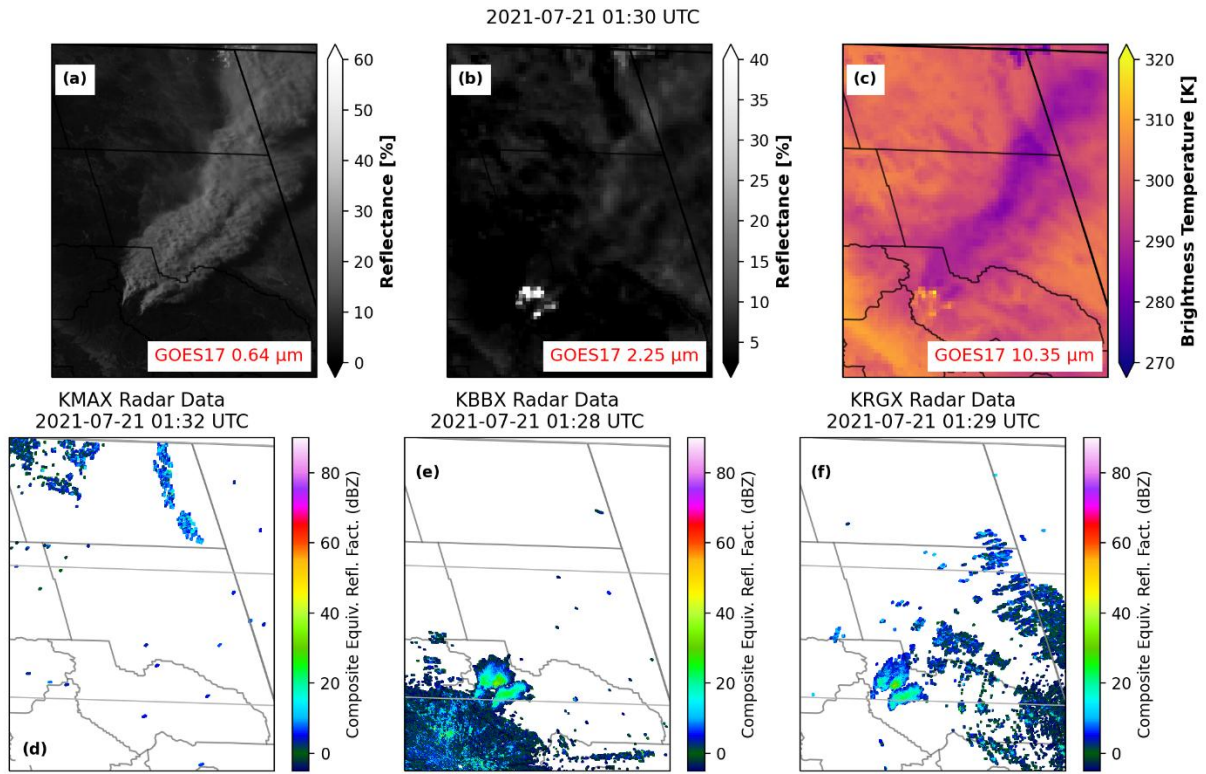 2021-07-21 01:30 UTC
(a)
60
50
40
30
20
10
0
Reflectance [%]
GOES17 0.64 μm
(b)
40
35
30
25
20
15
10
5
Reflectance [%]
GOES17 2.25 μm
(c)
320
310
300
290
280
270
Brightness Temperature [K]
GOES17 10.35 μm
KMAX Radar Data
2021-07-21 01:32 UTC
(d)
80
60
40
20
0
Composite Equiv. Refl. Fact. (dBZ)
KBBX Radar Data
2021-07-21 01:28 UTC
(e)
80
60
40
20
0
Composite Equiv. Refl. Fact. (dBZ)
KRGX Radar Data
2021-07-21 01:29 UTC
(f)
80
60
40
20
0
Composite Equiv. Refl. Fact. (dBZ)